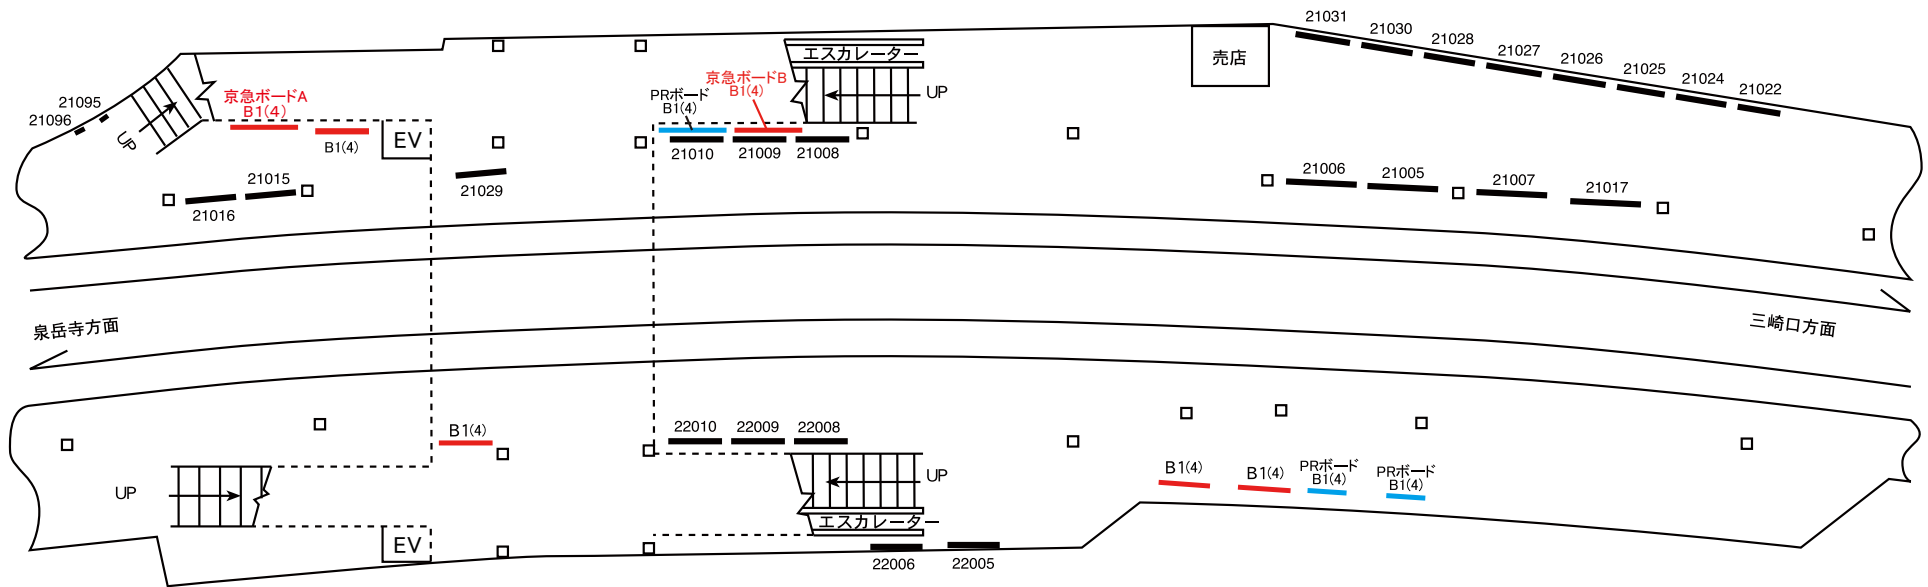 21031
21030
21028
21027
21026
21025
21024
21022
エスカレーター
売店
UP
京急ボードB
B1(4)
PRボード
B1(4)
21095
21096
UP
京急ボードA
B1(4)
B1(4)
EV
21010
21009
21008
21015
21016
21029
21006
21005
21007
21017
泉岳寺方面
三崎口方面
B1(4)
22010
22009
22008
UP
UP
エスカレーター
EV
22006
22005
B1(4)
B1(4)
PRボード
B1(4)
PRボード
B1(4)